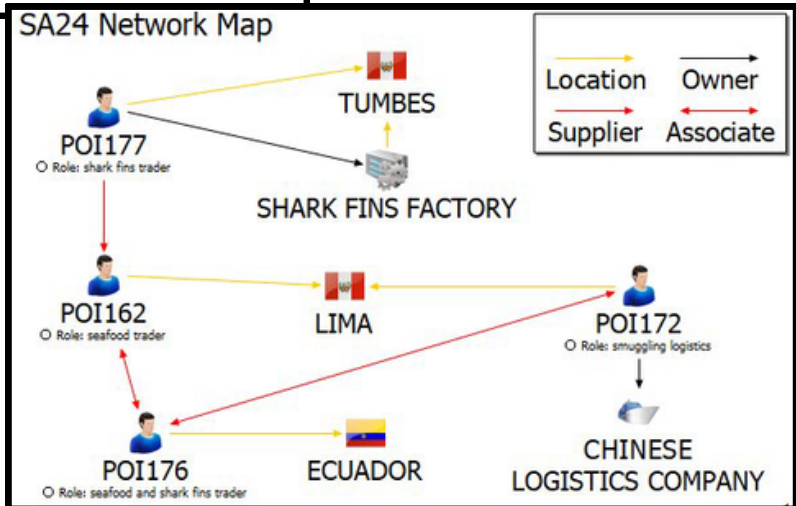 SA24 Network Map
Location Owner
Supplier Associate
TUMBES
POI177
Role: shark fins trader
SHARK FINS FACTORY
POI162
Role: seafood trader
LIMA
POI172
Role: smuggling logistics
POI176
Role: seafood and shark fins trader
ECUADOR
CHINESE
LOGISTICS COMPANY